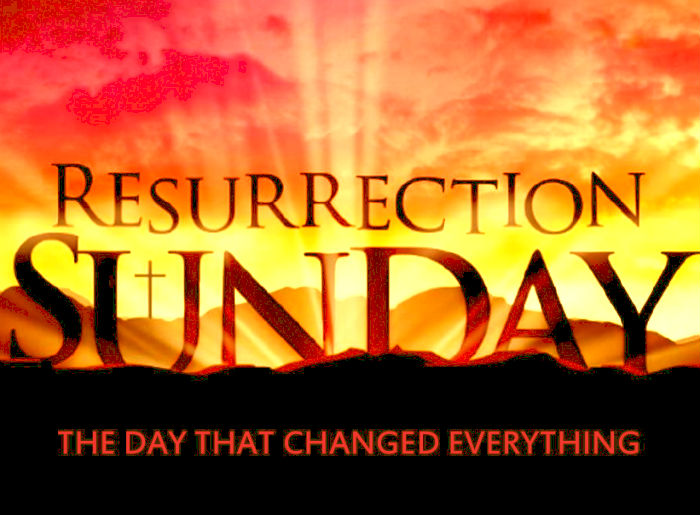 RESURRECTION
SUNDAY
THE DAY THAT CHANGED EVERYTHING